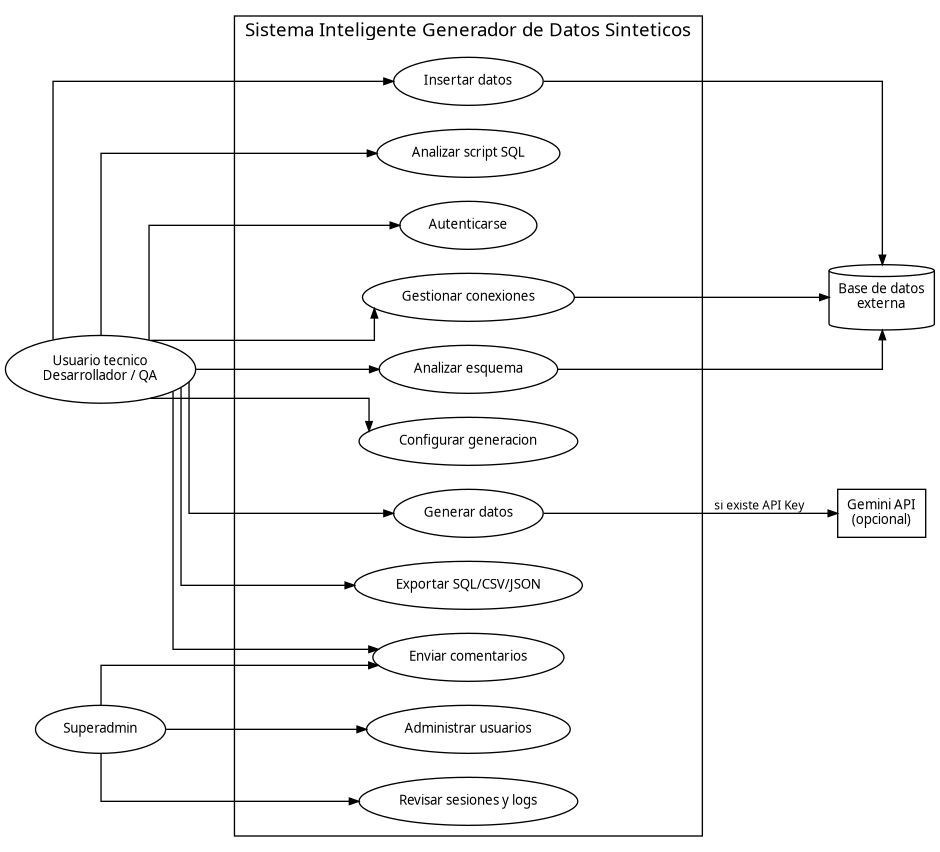 Sistema Inteligente Generador de Datos Sinteticos
Insertar datos
Analizar script SQL
Autenticarse
Gestionar conexiones
Base de datos
externa
Usuario tecnico
Desarrollador / QA
Analizar esquema
Configurar generacion
Generar datos
si existe API Key
Gemini API
(opcional)
Exportar SQL/CSV/JSON
Enviar comentarios
Superadmin
Administrar usuarios
Revisar sesiones y logs